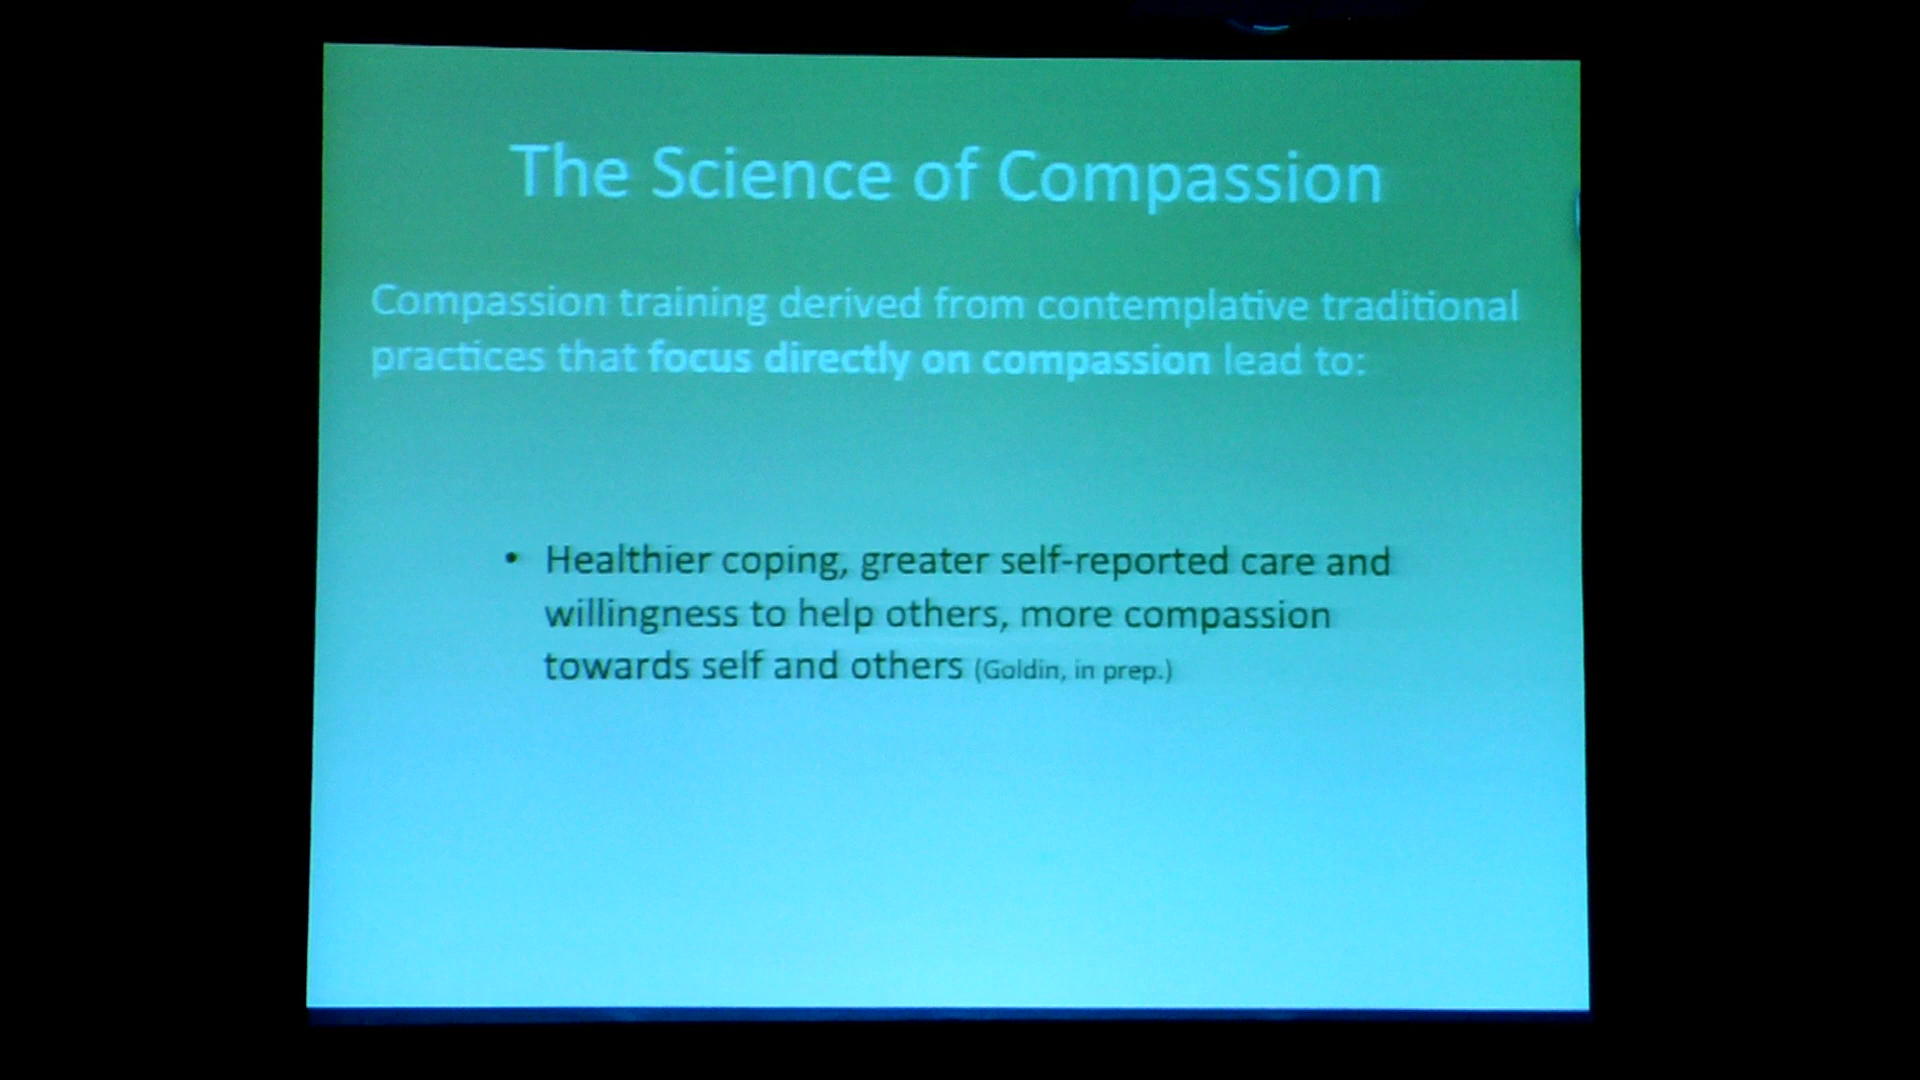 The Science of Compassion
Compassion training derived from contemplative traditional
practices that focus directly on compassion lead to:
• Healthier coping, greater self-reported care and
willingness to help others, more compassion
towards self and others (Goldin, in prep.)